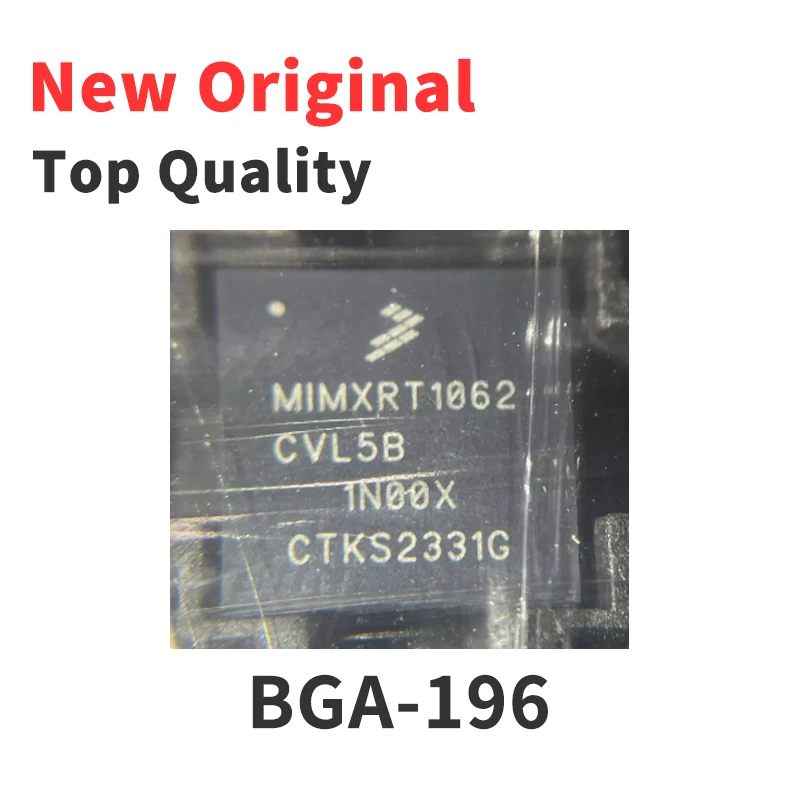 New Original
Top Quality
MIMXRT1062
CVL5B
1N00X
CTKS2331G
BGA-196